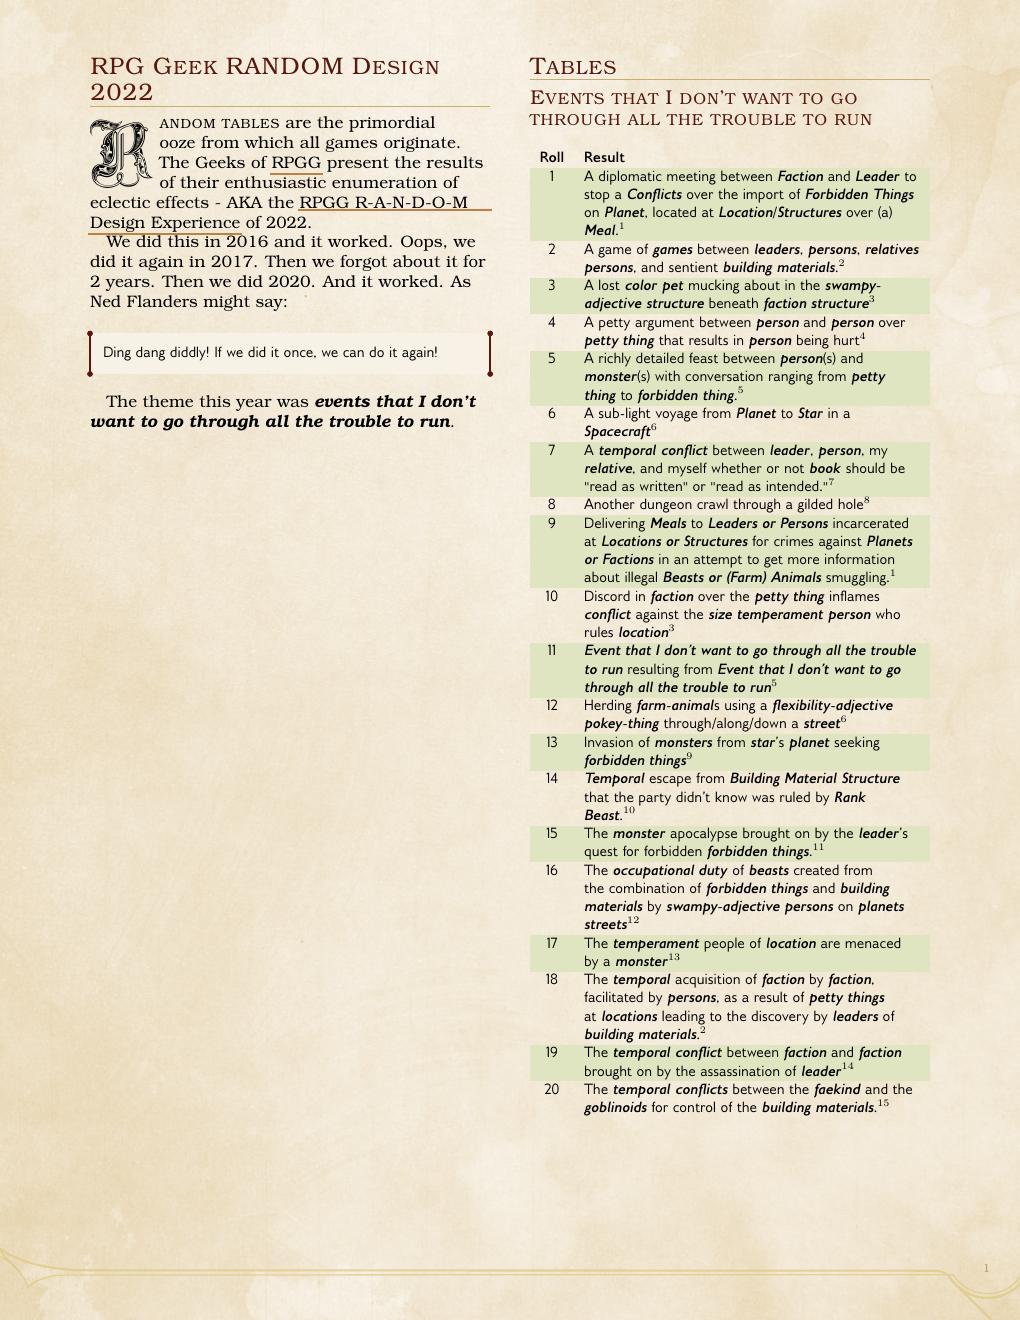 RPG GEEK RANDOM DESIGN
2022
RANDOM TABLES are the primordial
ooze from which all games originate.
The Geeks of RPGG present the results
of their enthusiastic enumeration of
eclectic effects - AKA the RPGG R-A-N-D-O-M
Design Experience of 2022.
We did this in 2016 and it worked. Oops, we
did it again in 2017. Then we forgot about it for
2 years. Then we did 2020. And it worked. As
Ned Flanders might say:
Ding dang diddly! If we did it once, we can do it again!
The theme this year was events that I don't
want to go through all the trouble to run.
TABLES
EVENTS THAT I DON'T WANT TO GO
THROUGH ALL THE TROUBLE TO RUN
Roll Result
1 A diplomatic meeting between Faction and Leader to
stop a Conflicts over the import of Forbidden Things
on Planet, located at Location/Structures over (a)
Meal.1
2 A game of games between leaders, persons, relatives
persons, and sentient building materials.2
3 A lost color pet mucking about in the swampy-
adjective structure beneath faction structure3
4 A petty argument between person and person over
petty thing that results in person being hurt4
5 A richly detailed feast between person(s) and
monster(s) with conversation ranging from petty
thing to forbidden thing.5
6 A sub-light voyage from Planet to Star in a
Spacecraft6
7 A temporal conflict between leader, person, my
relative, and myself whether or not book should be
"read as written" or "read as intended."7
8 Another dungeon crawl through a gilded hole8
9 Delivering Meals to Leaders or Persons incarcerated
at Locations or Structures for crimes against Planets
or Factions in an attempt to get more information
about illegal Beasts or (Farm) Animals smuggling.1
10 Discord in faction over the petty thing inflames
conflict against the size temperament person who
rules location3
11 Event that I don't want to go through all the trouble
to run resulting from Event that I don't want to go
through all the trouble to run5
12 Herding farm-animals using a flexibility-adjective
pokey-thing through/along/down a street6
13 Invasion of monsters from star's planet seeking
forbidden things9
14 Temporal escape from Building Material Structure
that the party didn't know was ruled by Rank
Beast.10
15 The monster apocalypse brought on by the leader's
quest for forbidden forbidden things.11
16 The occupational duty of beasts created from
the combination of forbidden things and building
materials by swampy-adjective persons on planets
streets12
17 The temperament people of location are menaced
by a monster13
18 The temporal acquisition of faction by faction,
facilitated by persons, as a result of petty things
at locations leading to the discovery by leaders of
building materials.2
19 The temporal conflict between faction and faction
brought on by the assassination of leader14
20 The temporal conflicts between the faekind and the
goblinoids for control of the building materials.15
1